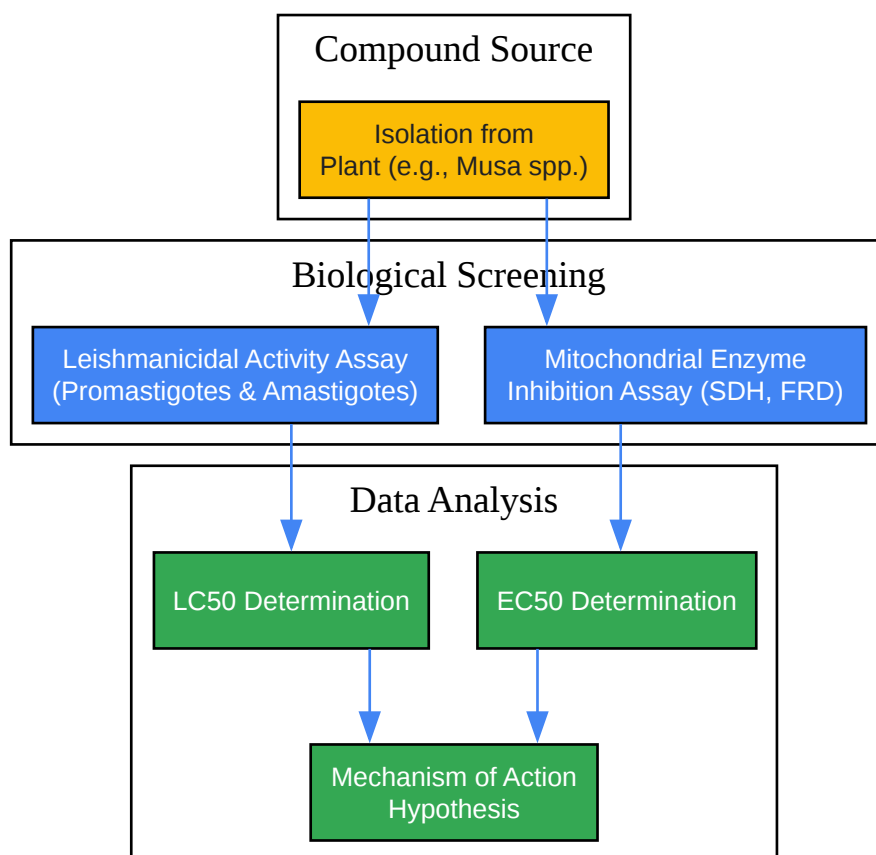 Compound Source
Isolation from
Plant (e.g., Musa spp.)
Biological Screening
Leishmanicidal Activity Assay
(Promastigotes & Amastigotes)
Mitochondrial Enzyme
Inhibition Assay (SDH, FRD)
Data Analysis
LC50 Determination
EC50 Determination
Mechanism of Action
Hypothesis